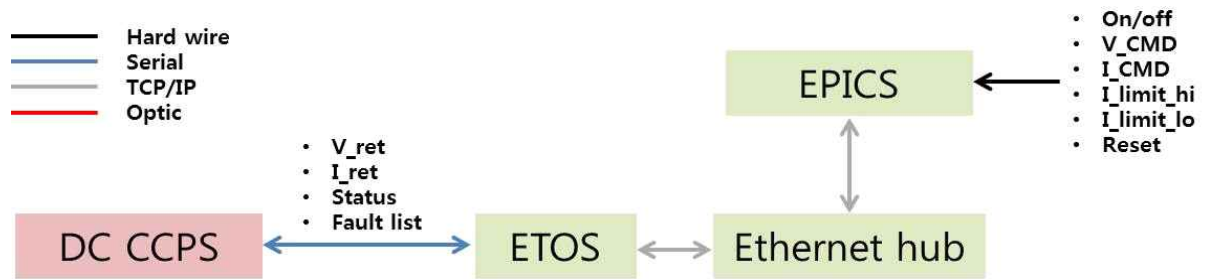 Hard wire
Serial
TCP/IP
Optic
• On/off
• V_CMD
• I_CMD
• I_limit_hi
• I_limit_lo
• Reset
EPICS
• V_ret
• I_ret
• Status
• Fault list
DC CCPS
ETOS
Ethernet hub